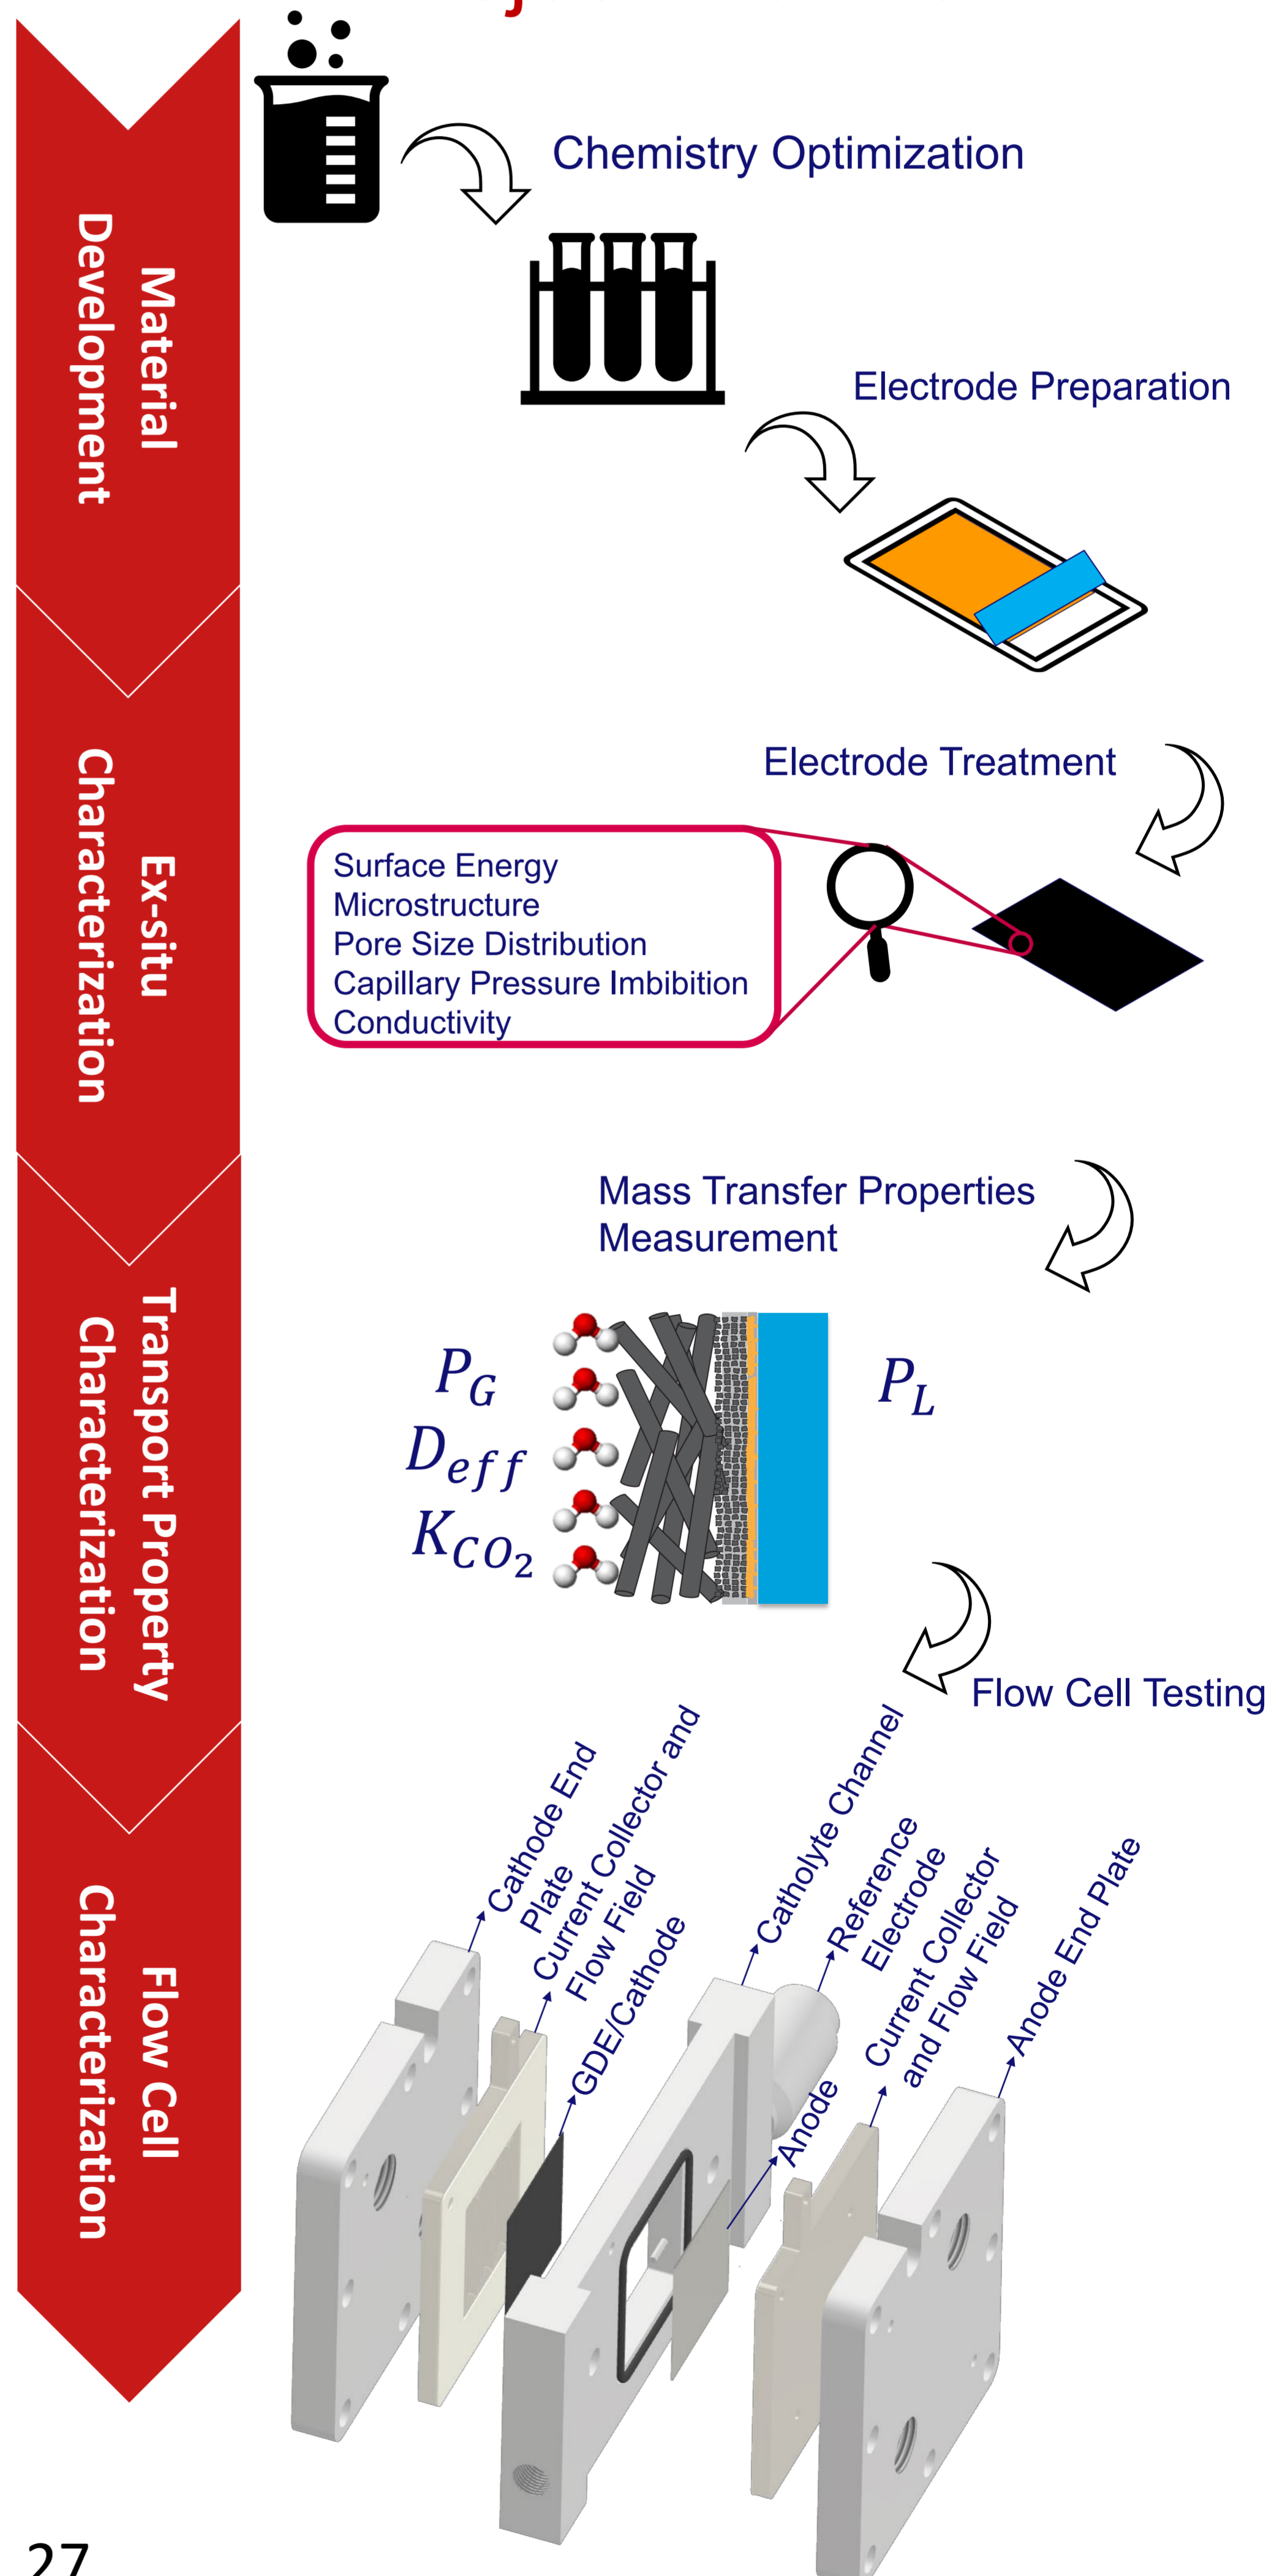 Material
Development
Chemistry Optimization
Electrode Preparation
Ex-situ
Characterization
Electrode Treatment
Surface Energy
Microstructure
Pore Size Distribution
Capillary Pressure Imbibition
Conductivity
Transport Property
Characterization
Mass Transfer Properties
Measurement
P_G
D_eff
K_CO₂
P_L
Flow Cell
Characterization
Flow Cell Testing
Cathode End
Plate
Current Collector and
Flow Field
GDE/Cathode
Catholyte Channel
Reference
Electrode
Anode
Current Collector
and Flow Field
Anode End Plate
27